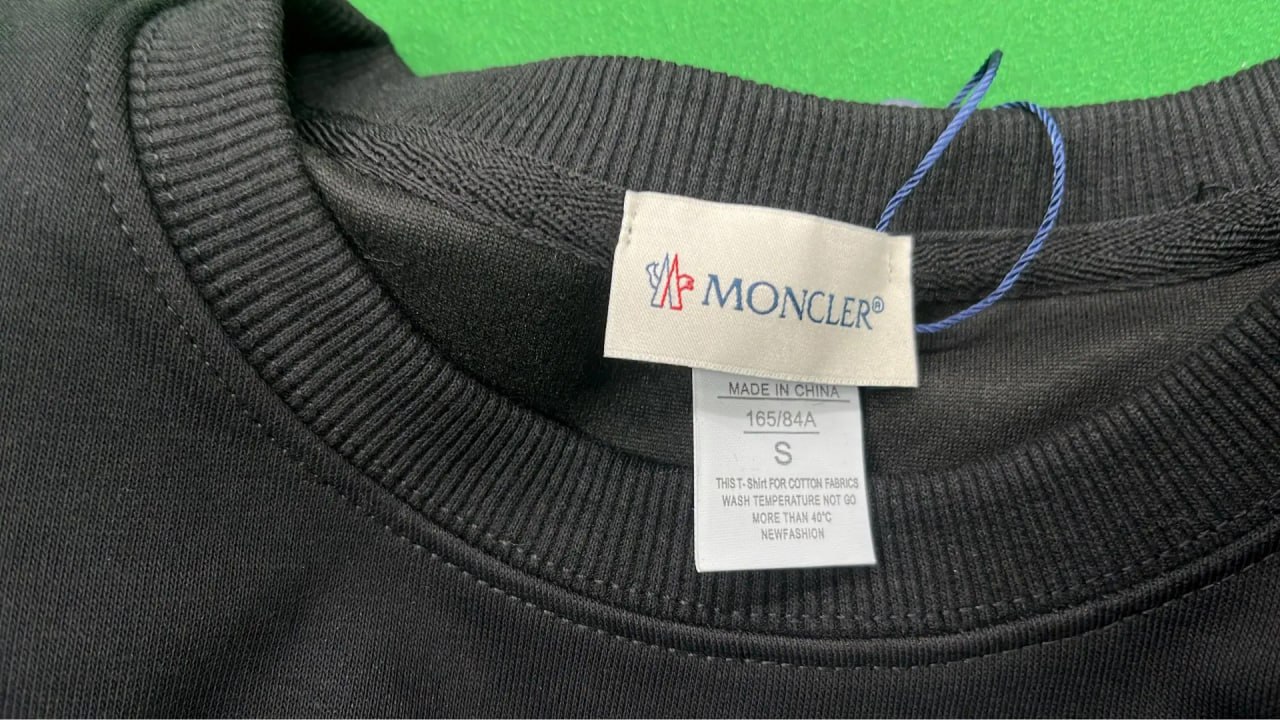 MONCLER®
MADE IN CHINA
165/84A
S
THIS T-Shirt FOR COTTON FABRICS
WASH TEMPERATURE NOT GO
MORE THAN 40℃
NEWFASHION